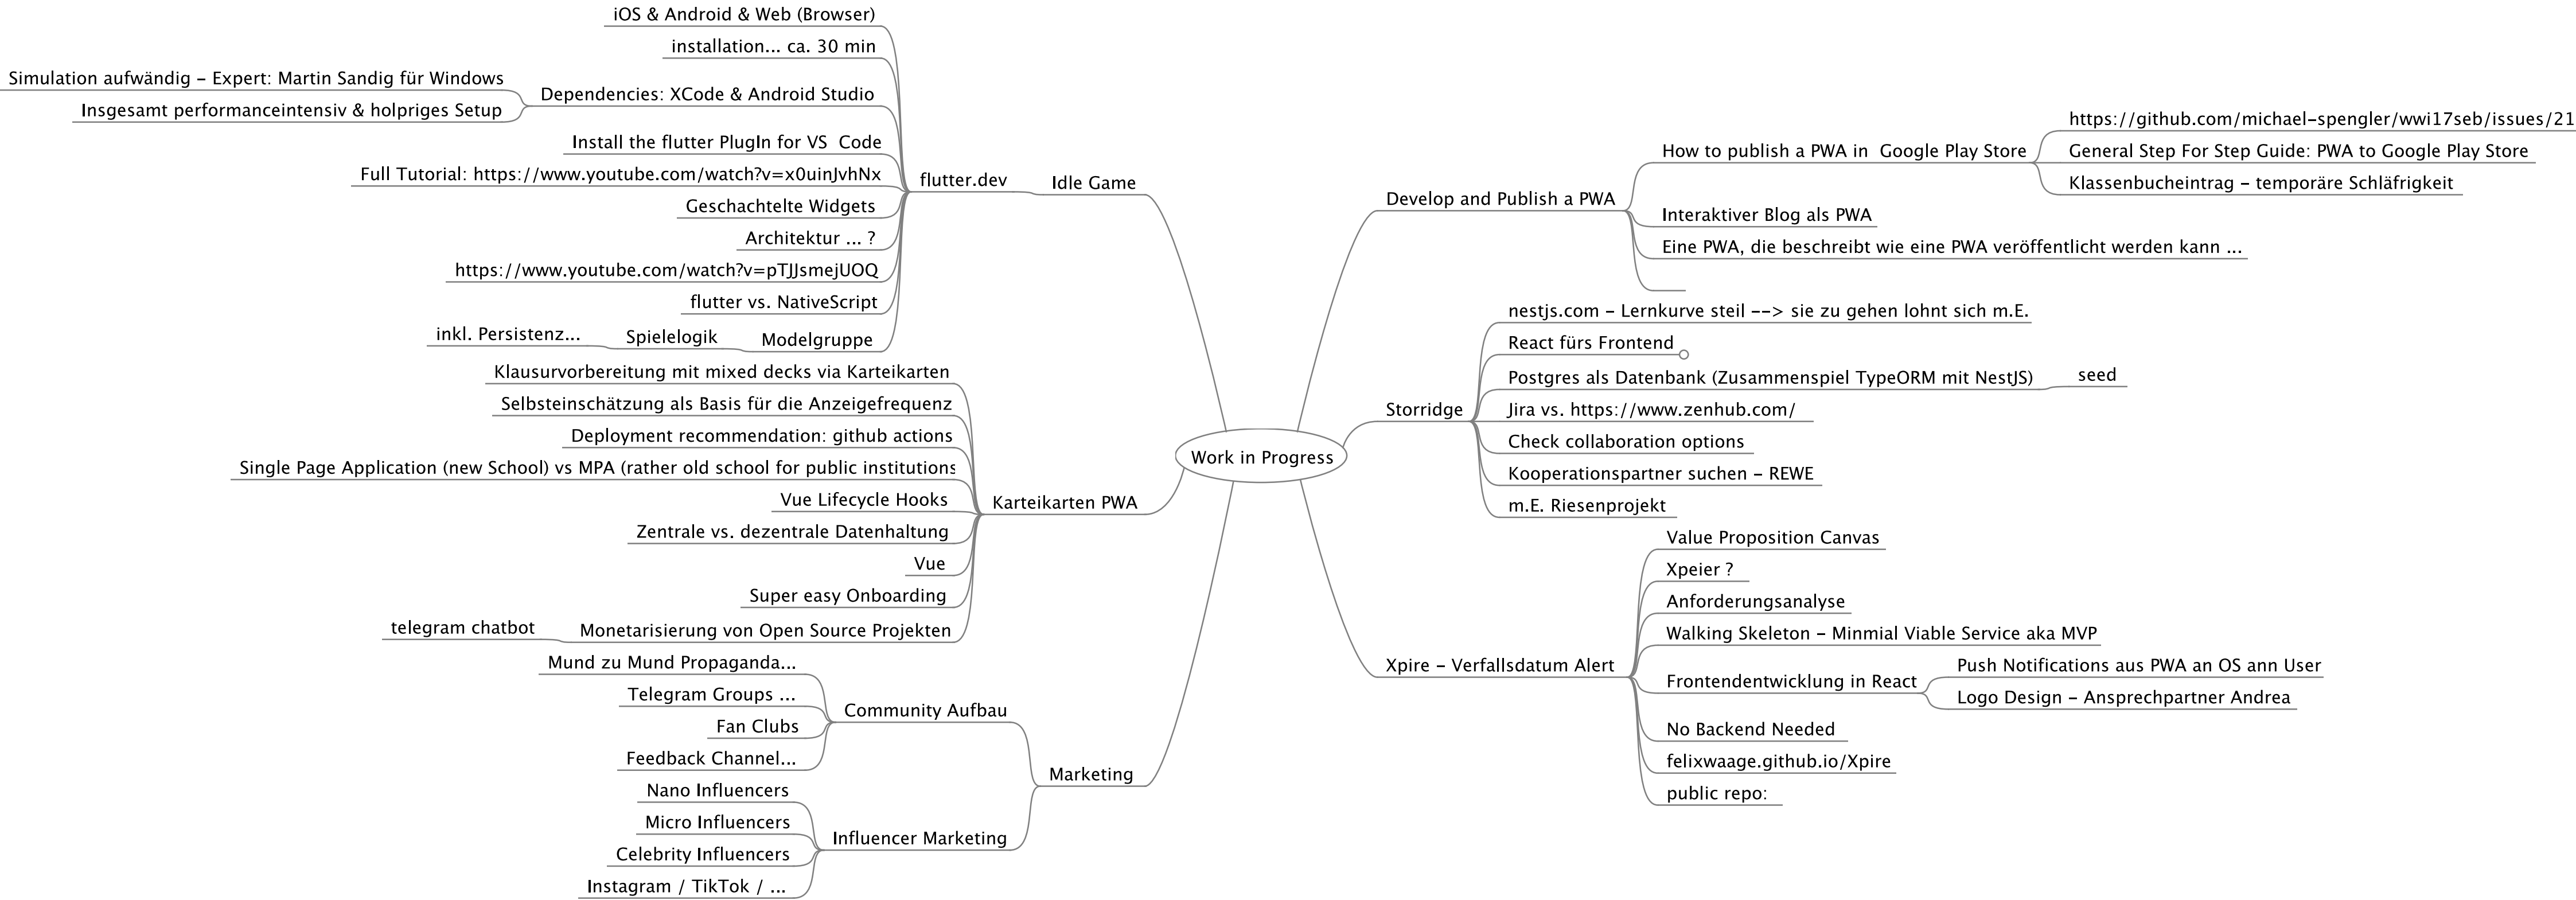 Work in Progress
Idle Game
flutter.dev
iOS & Android & Web (Browser)
installation... ca. 30 min
Dependencies: XCode & Android Studio
Simulation aufwändig – Expert: Martin Sandig für Windows
Insgesamt performanceintensiv & holpriges Setup
Install the flutter PlugIn for VS  Code
Full Tutorial: https://www.youtube.com/watch?v=x0uinJvhNx
Geschachtelte Widgets
Architektur ... ?
https://www.youtube.com/watch?v=pTJJsmejUOQ
flutter vs. NativeScript
Modelgruppe
Spielelogik
inkl. Persistenz...
Karteikarten PWA
Klausurvorbereitung mit mixed decks via Karteikarten
Selbsteinschätzung als Basis für die Anzeigefrequenz
Deployment recommendation: github actions
Single Page Application (new School) vs MPA (rather old school for public institutions
Vue Lifecycle Hooks
Zentrale vs. dezentrale Datenhaltung
Vue
Super easy Onboarding
Monetarisierung von Open Source Projekten
telegram chatbot
Marketing
Community Aufbau
Mund zu Mund Propaganda...
Telegram Groups ...
Fan Clubs
Feedback Channel...
Influencer Marketing
Nano Influencers
Micro Influencers
Celebrity Influencers
Instagram / TikTok / ...
Develop and Publish a PWA
How to publish a PWA in  Google Play Store
https://github.com/michael-spengler/wwi17seb/issues/21
General Step For Step Guide: PWA to Google Play Store
Klassenbucheintrag – temporäre Schläfrigkeit
Interaktiver Blog als PWA
Eine PWA, die beschreibt wie eine PWA veröffentlicht werden kann ...
Storridge
nestjs.com – Lernkurve steil --> sie zu gehen lohnt sich m.E.
React fürs Frontend
Postgres als Datenbank (Zusammenspiel TypeORM mit NestJS)
seed
Jira vs. https://www.zenhub.com/
Check collaboration options
Kooperationspartner suchen – REWE
m.E. Riesenprojekt
Xpire – Verfallsdatum Alert
Value Proposition Canvas
Xpeier ?
Anforderungsanalyse
Walking Skeleton – Minmial Viable Service aka MVP
Frontendentwicklung in React
Push Notifications aus PWA an OS ann User
Logo Design – Ansprechpartner Andrea
No Backend Needed
felixwaage.github.io/Xpire
public repo: